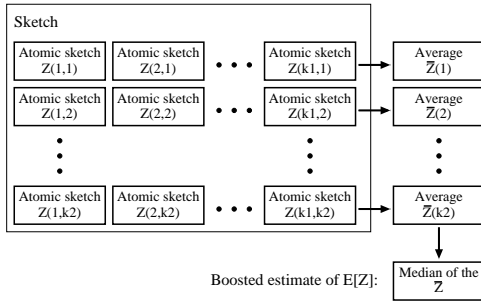 Sketch
Atomic sketch Atomic sketch Atomic sketch Average
Z(1,1) Z(2,1) Z(k1,1) Z̅(1)
Atomic sketch Atomic sketch Atomic sketch Average
Z(1,2) Z(2,2) Z(k1,2) Z̅(2)
Atomic sketch Atomic sketch Atomic sketch Average
Z(1,k2) Z(2,k2) Z(k1,k2) Z̅(k2)
Boosted estimate of E[Z]: Median of the
Z̅